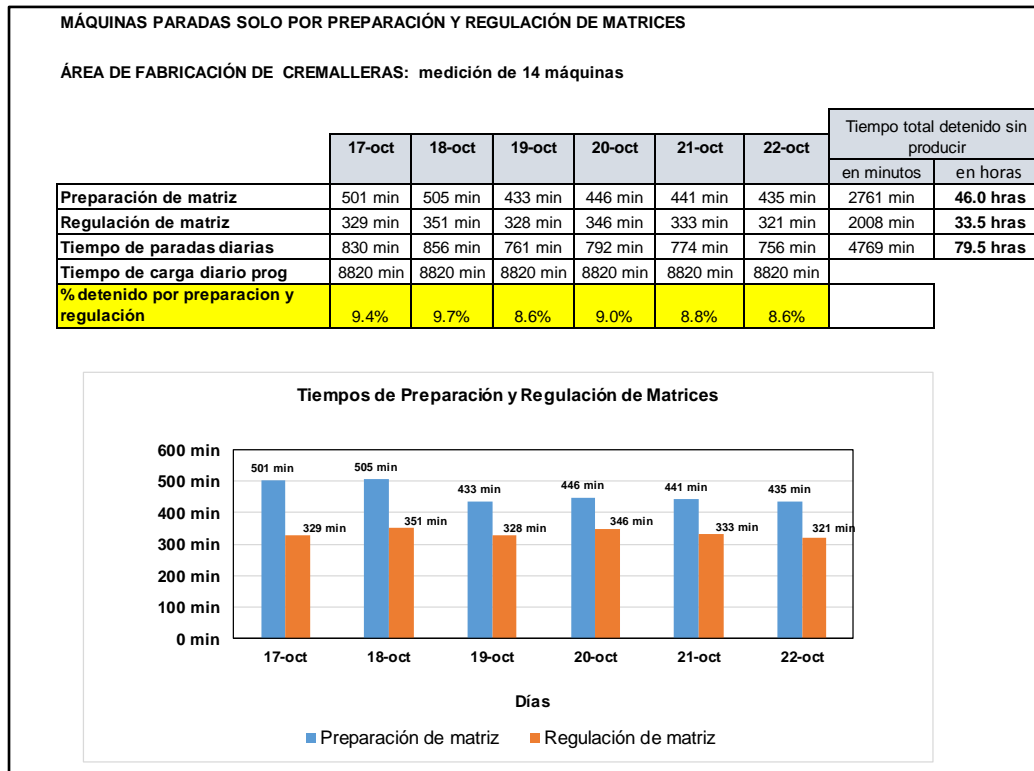 MÁQUINAS PARADAS SOLO POR PREPARACIÓN Y REGULACIÓN DE MATRICES
ÁREA DE FABRICACIÓN DE CREMALLERAS: medición de 14 máquinas
17-oct 18-oct 19-oct 20-oct 21-oct 22-oct Tiempo total detenido sin
producir
en minutos en horas
Preparación de matriz 501 min 505 min 433 min 446 min 441 min 435 min 2761 min 46.0 hras
Regulación de matriz 329 min 351 min 328 min 346 min 333 min 321 min 2008 min 33.5 hras
Tiempo de paradas diarias 830 min 856 min 761 min 792 min 774 min 756 min 4769 min 79.5 hras
Tiempo de carga diario prog 8820 min 8820 min 8820 min 8820 min 8820 min 8820 min
% detenido por preparacion y
regulación 9.4% 9.7% 8.6% 9.0% 8.8% 8.6%
Tiempos de Preparación y Regulación de Matrices
600 min
500 min
400 min
300 min
200 min
100 min
0 min
501 min 505 min 433 min 446 min 441 min 435 min
329 min 351 min 328 min 346 min 333 min 321 min
17-oct 18-oct 19-oct 20-oct 21-oct 22-oct
Días
Preparación de matriz Regulación de matriz